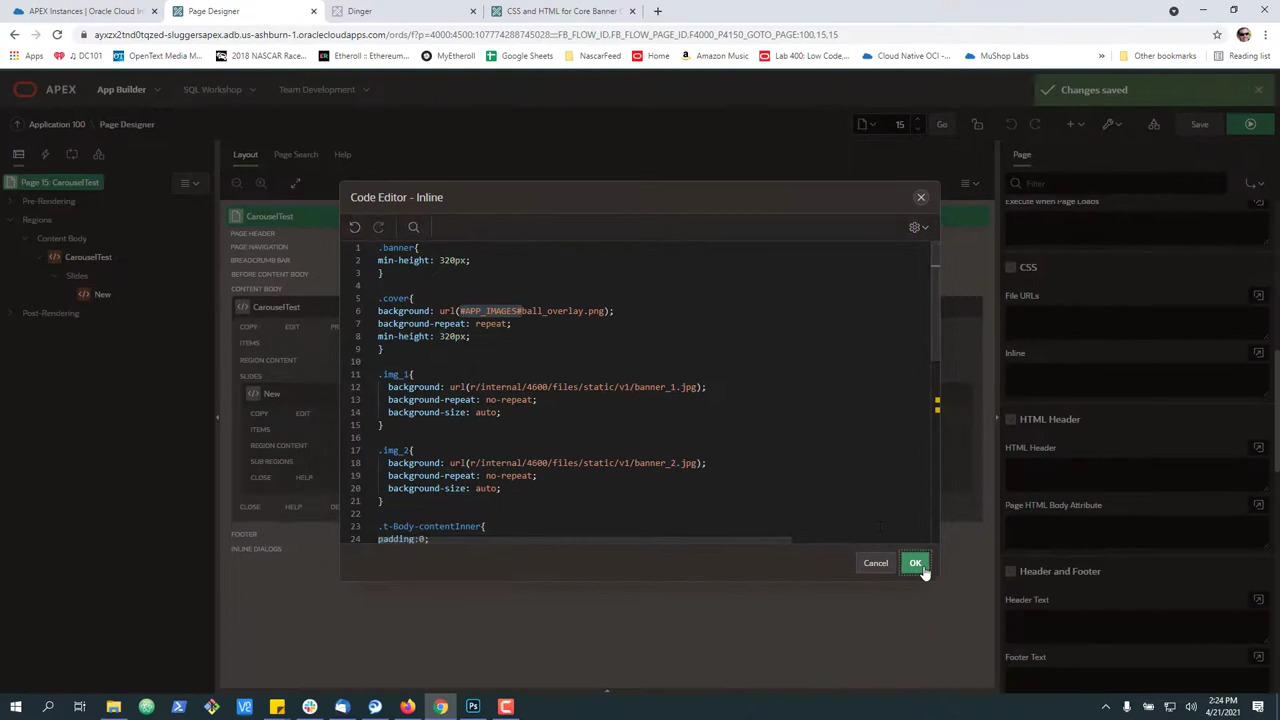 APEX Instances | Oracle Cloud Inf
Page Designer
Dinger
CSS and HTML for Core Banner C
ayzx2tnd0tqzed-sluggersapex.adb.us-ashburn-1.oraclecloudapps.com/ords/f?p=4000:4500:107774288745028::::FB_FLOW_ID,FB_FLOW_PAGE_ID,F4000_P4150_GOTO_PAGE:100,15,15
Apps
DC101
OpenText Media M...
2018 NASCAR Race...
Etheroll :: Ethereum...
MyEtheroll
Google Sheets
NascarFeed
Home
Amazon Music
Lab 400: Low Code,...
Cloud Native OCI -...
MuShop Labs
Other bookmarks
Reading list
APEX
App Builder
SQL Workshop
Team Development
Changes saved
Application 100
Page Designer
15
Go
Save
Layout
Page Search
Help
Page
Page 15: CarouselTest
Filter
Pre-Rendering
Regions
Content Body
CarouselTest
Slides
New
Post-Rendering
CarouselTest
PAGE HEADER
PAGE NAVIGATION
BREADCRUMB BAR
BEFORE CONTENT BODY
CONTENT BODY
CarouselTest
COPY
EDIT
ITEMS
REGION CONTENT
SLIDES
New
COPY
EDIT
ITEMS
REGION CONTENT
SUB REGIONS
CLOSE
HELP
CLOSE
HELP
FOOTER
INLINE DIALOGS
Code Editor - Inline
1 .banner{
2 min-height: 320px;
3 }
4
5 .cover{
6 background: url(#APP_IMAGES#ball_overlay.png);
7 background-repeat: repeat;
8 min-height: 320px;
9 }
10
11 .img_1{
12 background: url(r/internal/4600/files/static/v1/banner_1.jpg);
13 background-repeat: no-repeat;
14 background-size: auto;
15 }
16
17 .img_2{
18 background: url(r/internal/4600/files/static/v1/banner_2.jpg);
19 background-repeat: no-repeat;
20 background-size: auto;
21 }
22
23 .t-Body-contentInner{
24 padding:0;
Cancel
OK
Execute when Page Loads
CSS
File URLs
Inline
HTML Header
HTML Header
Page HTML Body Attribute
Header and Footer
Header Text
Footer Text
2:24 PM
4/21/2021